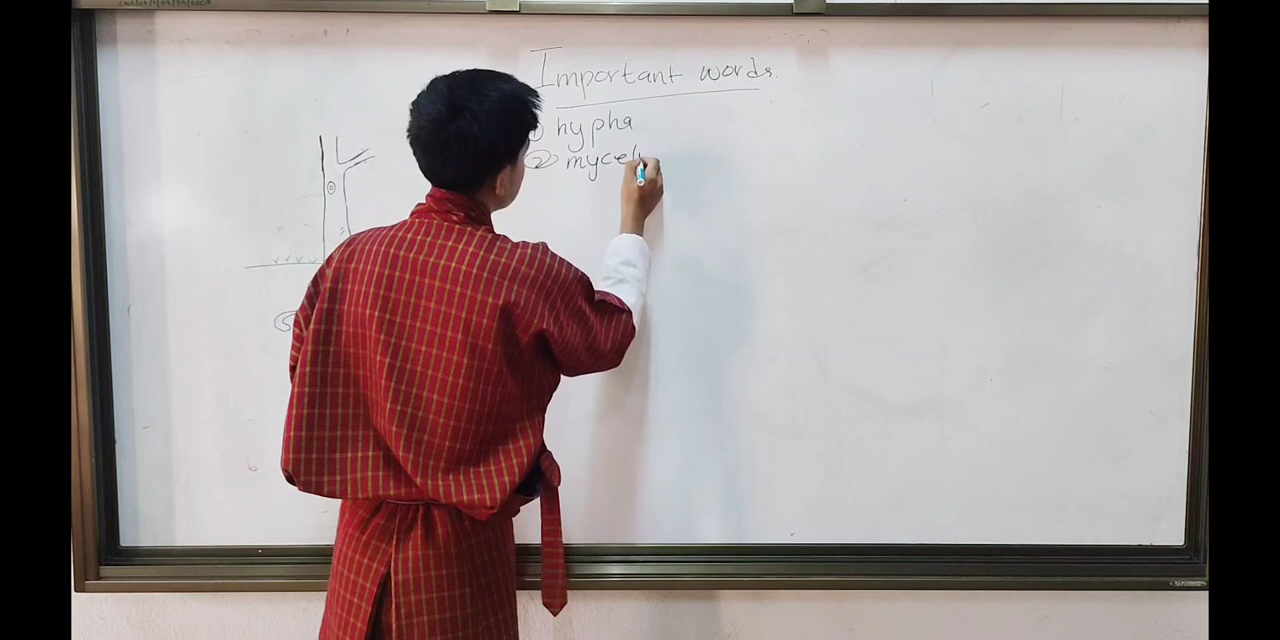 Important words.
① hypha
② mycel